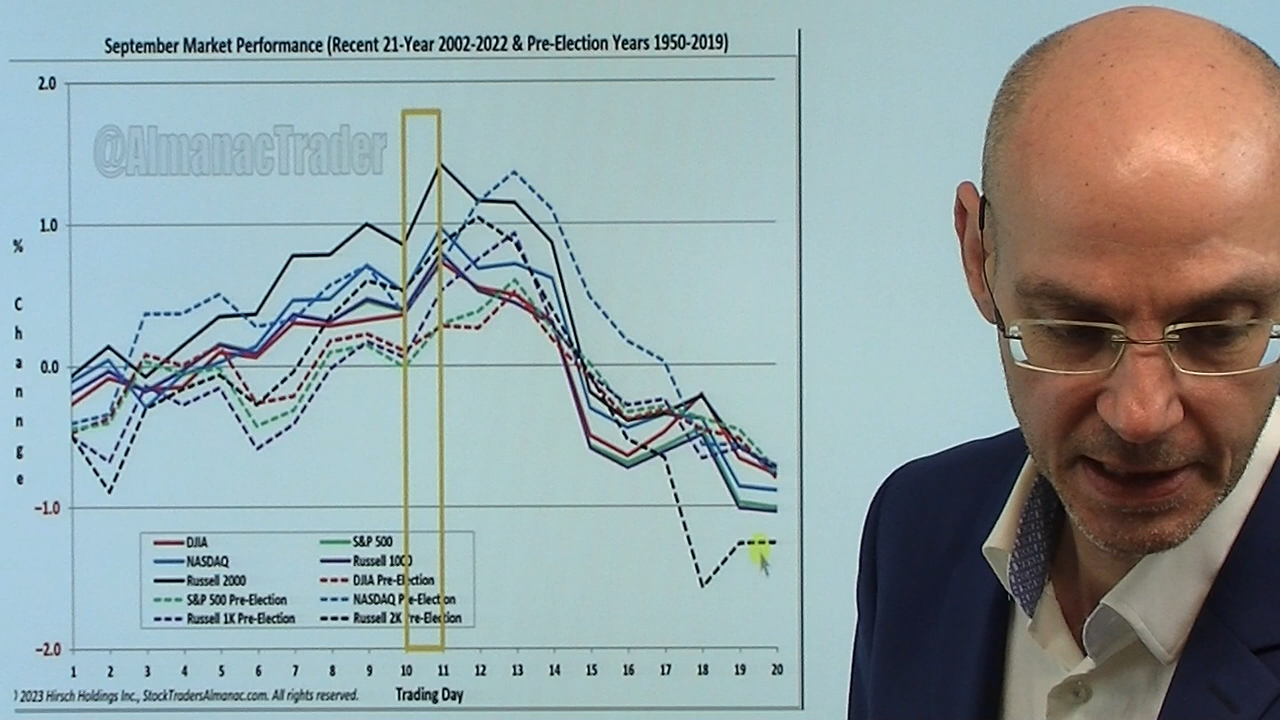 September Market Performance (Recent 21-Year 2002-2022 & Pre-Election Years 1950-2019)
2.0
@AlmanacTrader
1.0
%
C
h
a
n
g
e
0.0
-1.0
DJIA
S&P 500
NASDAQ
Russell 1000
Russell 2000
DJIA Pre-Election
S&P 500 Pre-Election
NASDAQ Pre-Election
Russell 1K Pre-Election
Russell 2K Pre-Election
-2.0
1 2 3 4 5 6 7 8 9 10 11 12 13 14 15 16 17 18 19 20
2023 Hirsch Holdings Inc., StockTradersAlmanac.com. All rights reserved.
Trading Day